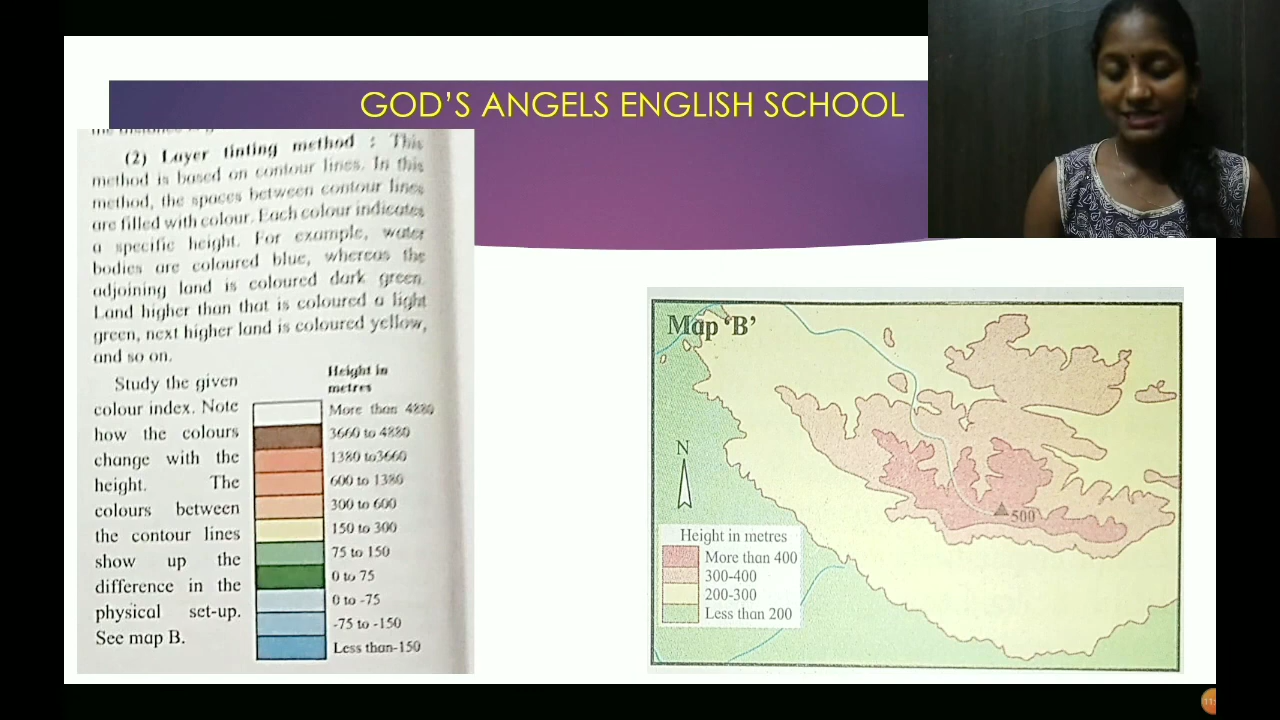 GOD'S ANGELS ENGLISH SCHOOL
(2) Layer tinting method : This
method is based on contour lines. In this
method, the spaces between contour lines
are filled with colour. Each colour indicates
a specific height. For example, water
bodies are coloured blue, whereas the
adjoining land is coloured dark green.
Land higher than that is coloured a light
green, next higher land is coloured yellow,
and so on.
Study the given
colour index. Note
how the colours
change with the
height. The
colours between
the contour lines
show up the
difference in the
physical set-up.
See map B.
Height in
metres
More than 4880
3660 to 4880
1380 to3660
600 to 1380
300 to 600
150 to 300
75 to 150
0 to 75
0 to -75
-75 to -150
Less than-150
Map 'B'
N
500
Height in metres
More than 400
300-400
200-300
Less than 200